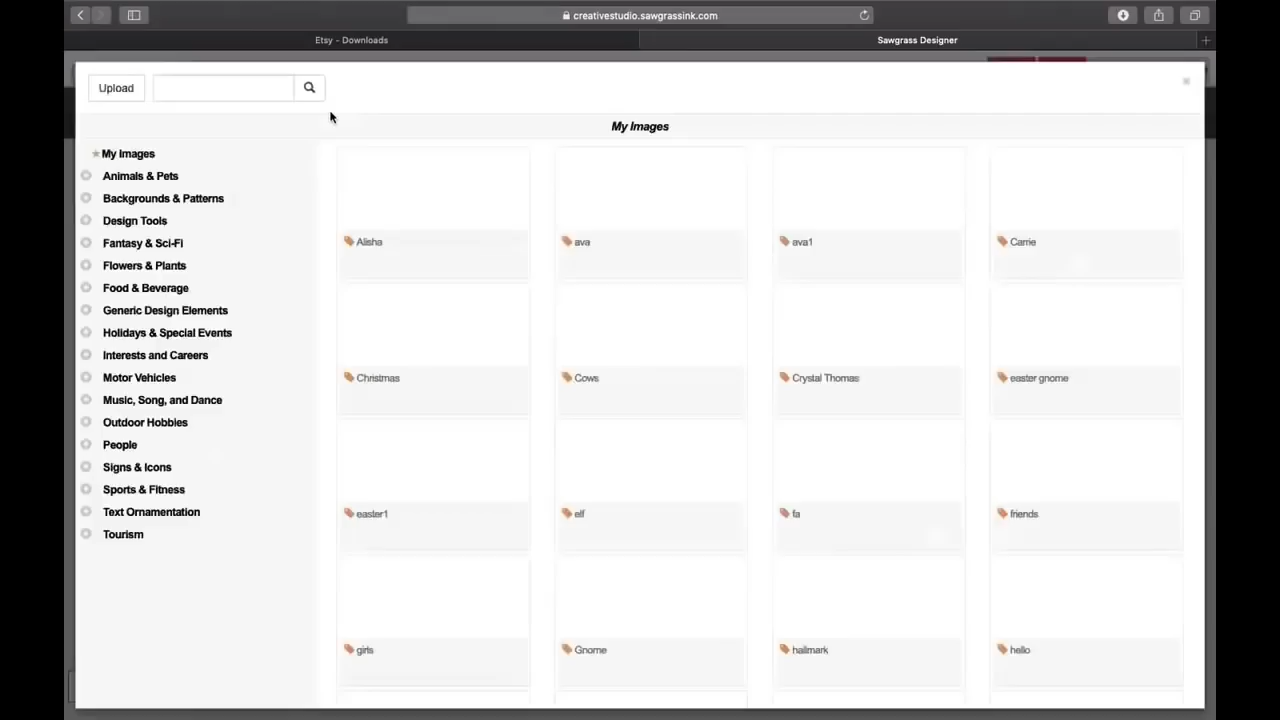 creativestudio.sawgrassink.com
Etsy - Downloads
Sawgrass Designer
Upload
My Images
My Images
Animals & Pets
Backgrounds & Patterns
Design Tools
Fantasy & Sci-Fi
Flowers & Plants
Food & Beverage
Generic Design Elements
Holidays & Special Events
Interests and Careers
Motor Vehicles
Music, Song, and Dance
Outdoor Hobbies
People
Signs & Icons
Sports & Fitness
Text Ornamentation
Tourism
Alisha
ava
ava1
Carrie
Christmas
Cows
Crystal Thomas
easter gnome
easter1
elf
fa
friends
girls
Gnome
hallmark
hello